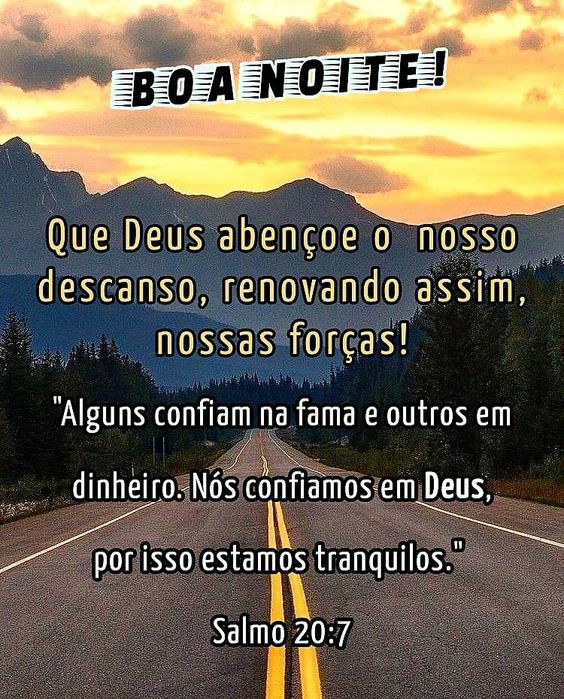 BOA NOITE!
Que Deus abençoe o nosso
descanso, renovando assim,
nossas forças!
"Alguns confiam na fama e outros em
dinheiro. Nós confiamos em Deus,
por isso estamos tranquilos."
Salmo 20:7